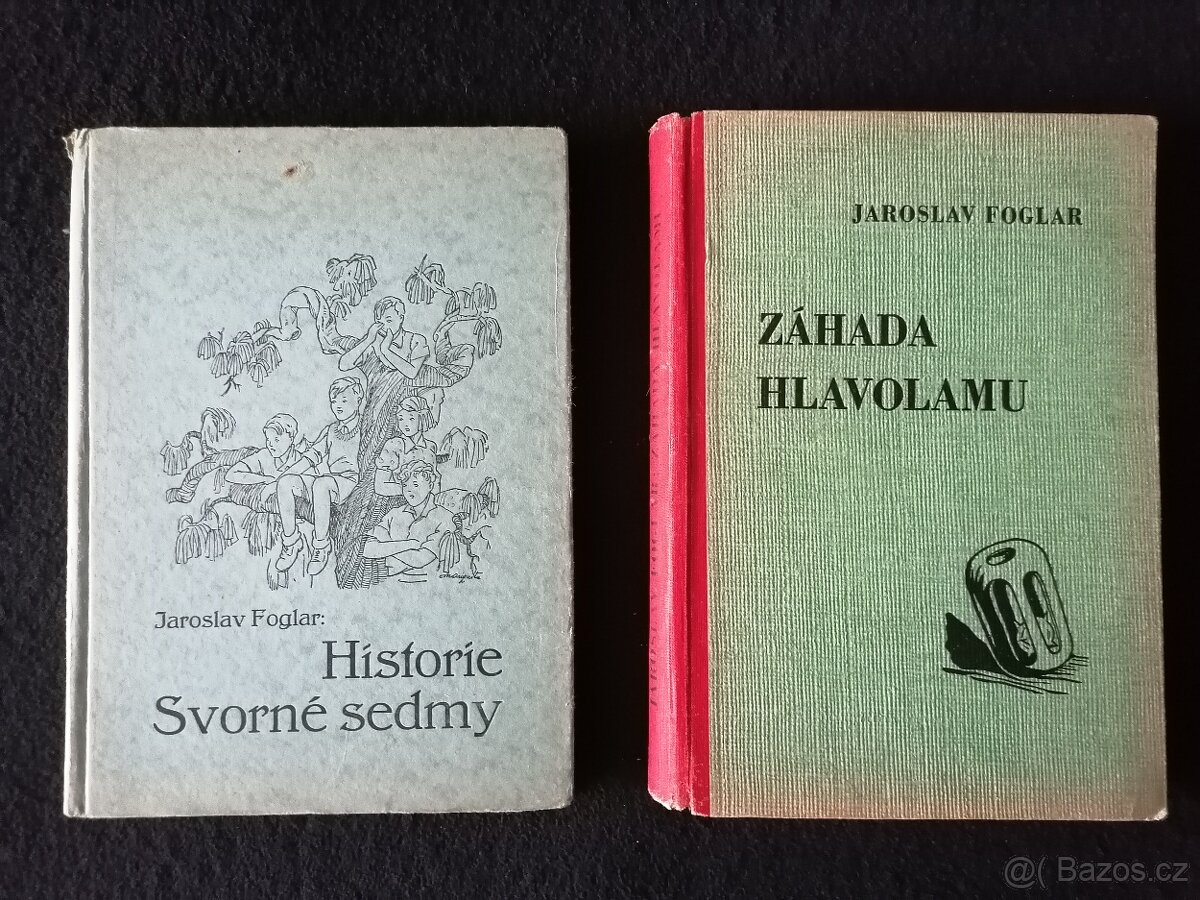 Jaroslav Foglar:
Historie
Svorné sedmy
JAROSLAV FOGLAR
ZÁHADA
HLAVOLAMU
@( Bazos.cz